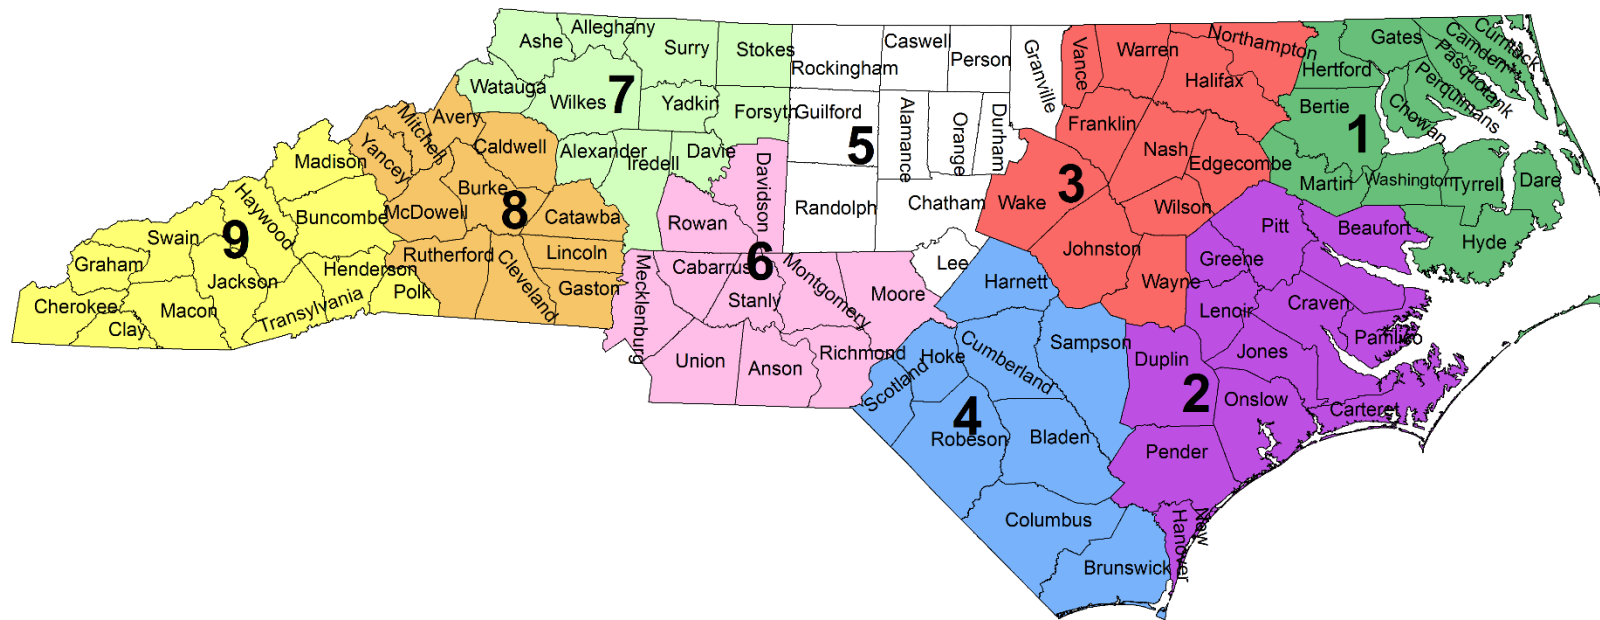 Alleghany
Ashe
Surry
Stokes
Watauga
Wilkes
7
Yadkin
Forsyth
Alexander
Iredell
Davie
Caswell
Person
Rockingham
Granville
Guilford
Alamance
Orange
Durham
5
Randolph
Chatham
Lee
Vance
Warren
Northampton
Halifax
Franklin
Nash
Edgecombe
3
Wake
Wilson
Johnston
Wayne
Gates
Currituck
Camden
Pasquotank
Perquimans
Chowan
Hertford
Bertie
1
Martin
Washington
Tyrrell
Dare
Hyde
Mitchell
Avery
Yancey
Caldwell
Burke
McDowell
8
Catawba
Rutherford
Cleveland
Lincoln
Gaston
Madison
Haywood
Buncombe
Swain
9
Graham
Jackson
Henderson
Polk
Cherokee
Clay
Macon
Transylvania
Davidson
Rowan
Mecklenburg
Cabarrus
6
Stanly
Montgomery
Moore
Union
Anson
Richmond
Harnett
Hoke
Scotland
Cumberland
Sampson
4
Robeson
Bladen
Columbus
Brunswick
Pitt
Beaufort
Greene
Lenoir
Craven
Pamlico
Duplin
Jones
2
Onslow
Carteret
Pender
New
Hanover